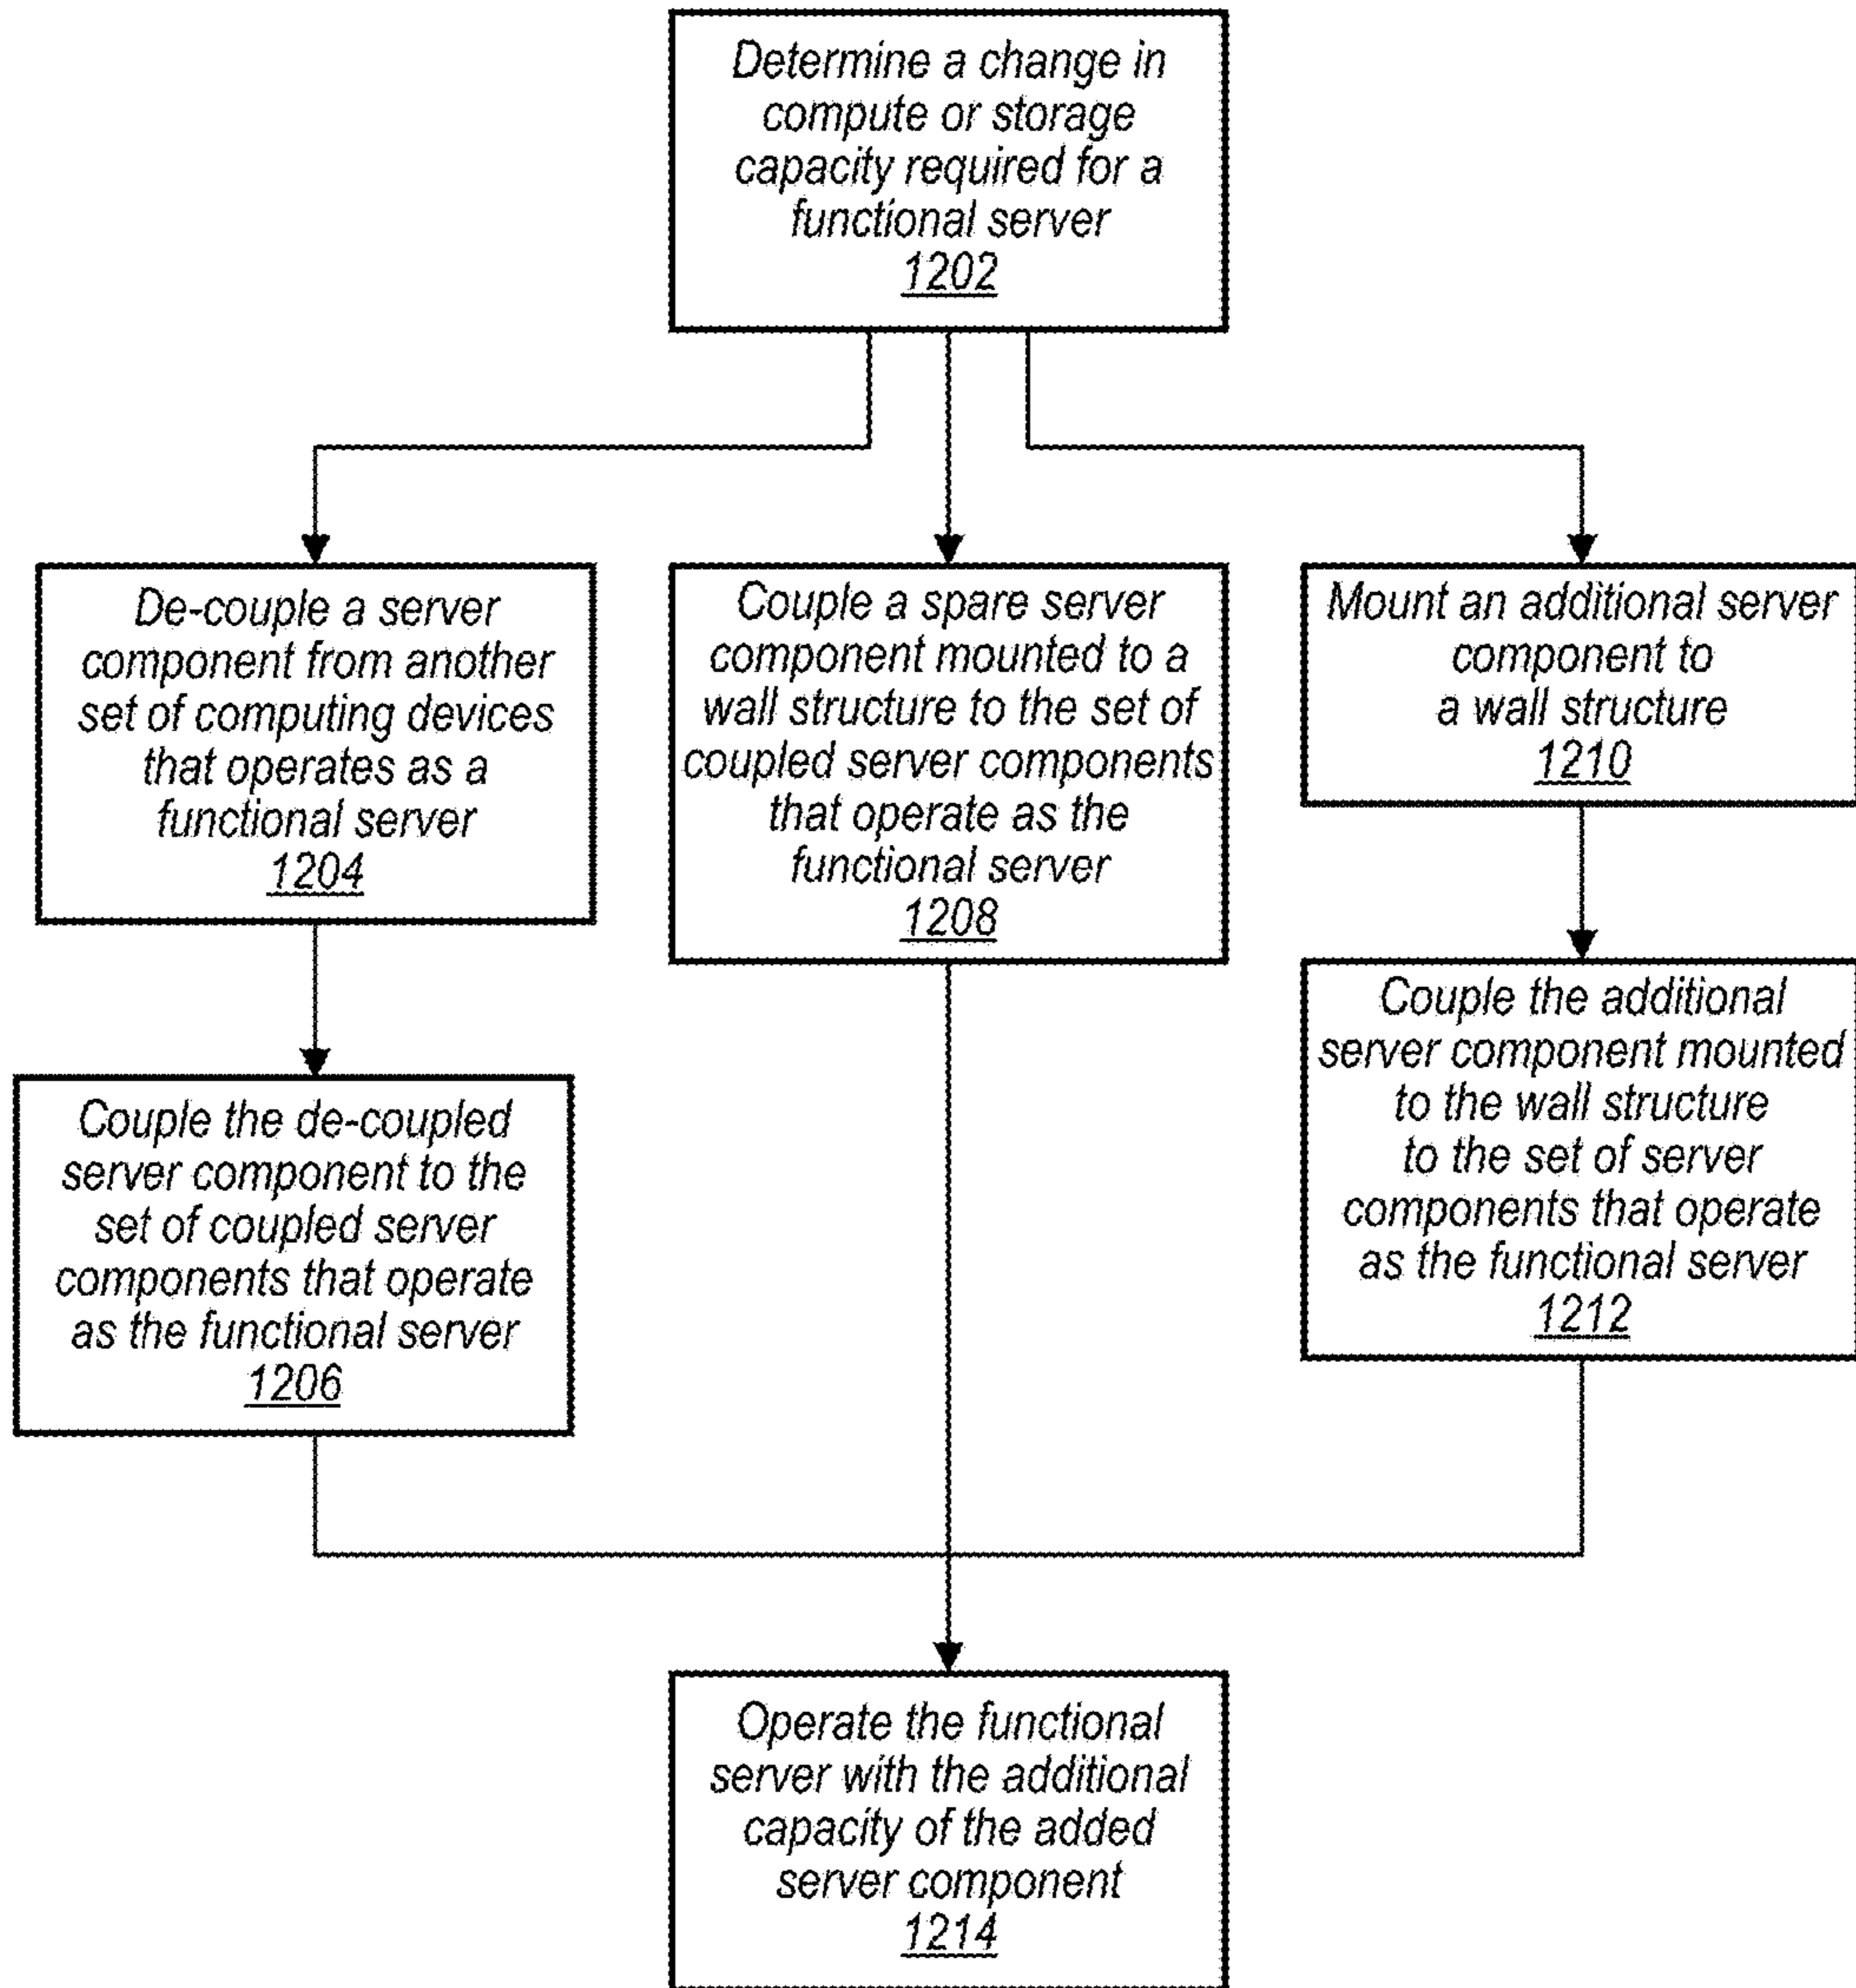 Determine a change in
compute or storage
capacity required for a
functional server
1202
De-couple a server
component from another
set of computing devices
that operates as a
functional server
1204
Couple the de-coupled
server component to the
set of coupled server
components that operate
as the functional server
1206
Couple a spare server
component mounted to a
wall structure to the set of
coupled server components
that operate as the
functional server
1208
Mount an additional server
component to
a wall structure
1210
Couple the additional
server component mounted
to the wall structure
to the set of server
components that operate
as the functional server
1212
Operate the functional
server with the additional
capacity of the added
server component
1214